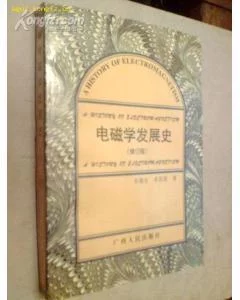 A HISTORY OF ELECTROMAGNETISM
A HISTORY OF ELECTROMAGNETISM
电磁学发展史
(修订版)
A HISTORY OF ELECTROMAGNETISM
著
广西人民出版社